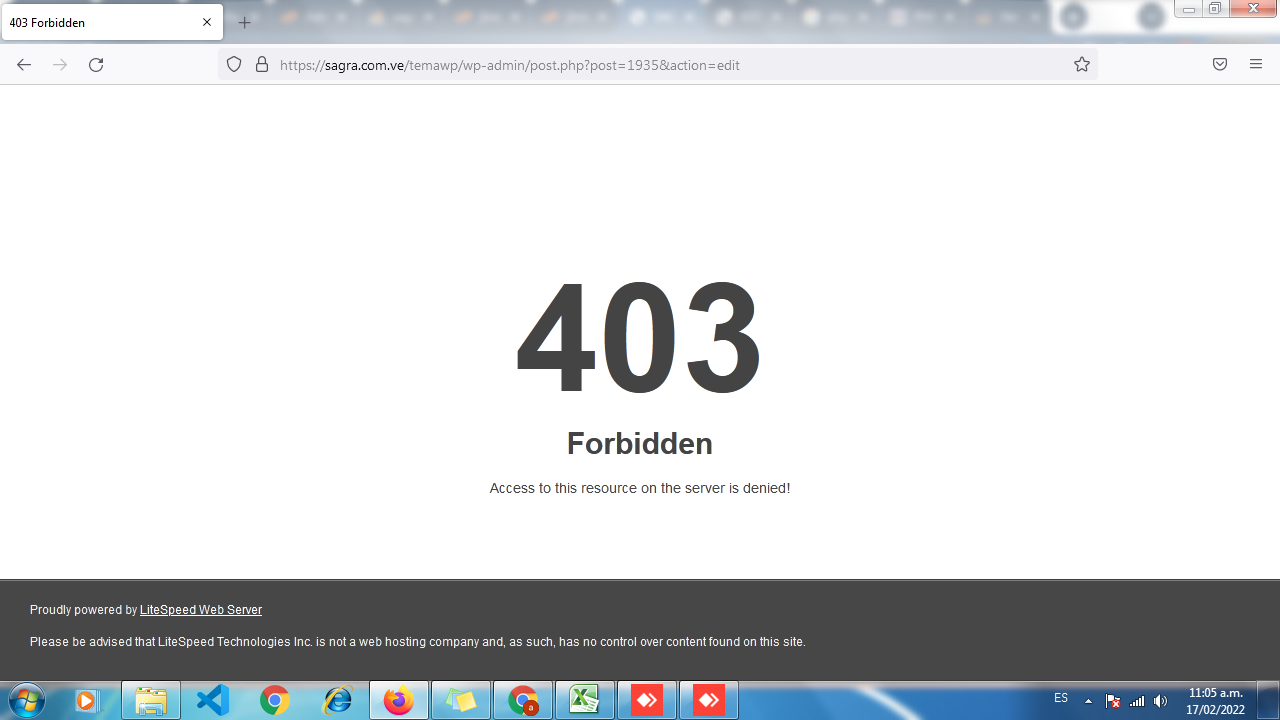 403 Forbidden
https://sagra.com.ve/temawp/wp-admin/post.php?post=1935&action=edit
403
Forbidden
Access to this resource on the server is denied!
Proudly powered by LiteSpeed Web Server
Please be advised that LiteSpeed Technologies Inc. is not a web hosting company and, as such, has no control over content found on this site.
a
ES
11:05 a.m.
17/02/2022